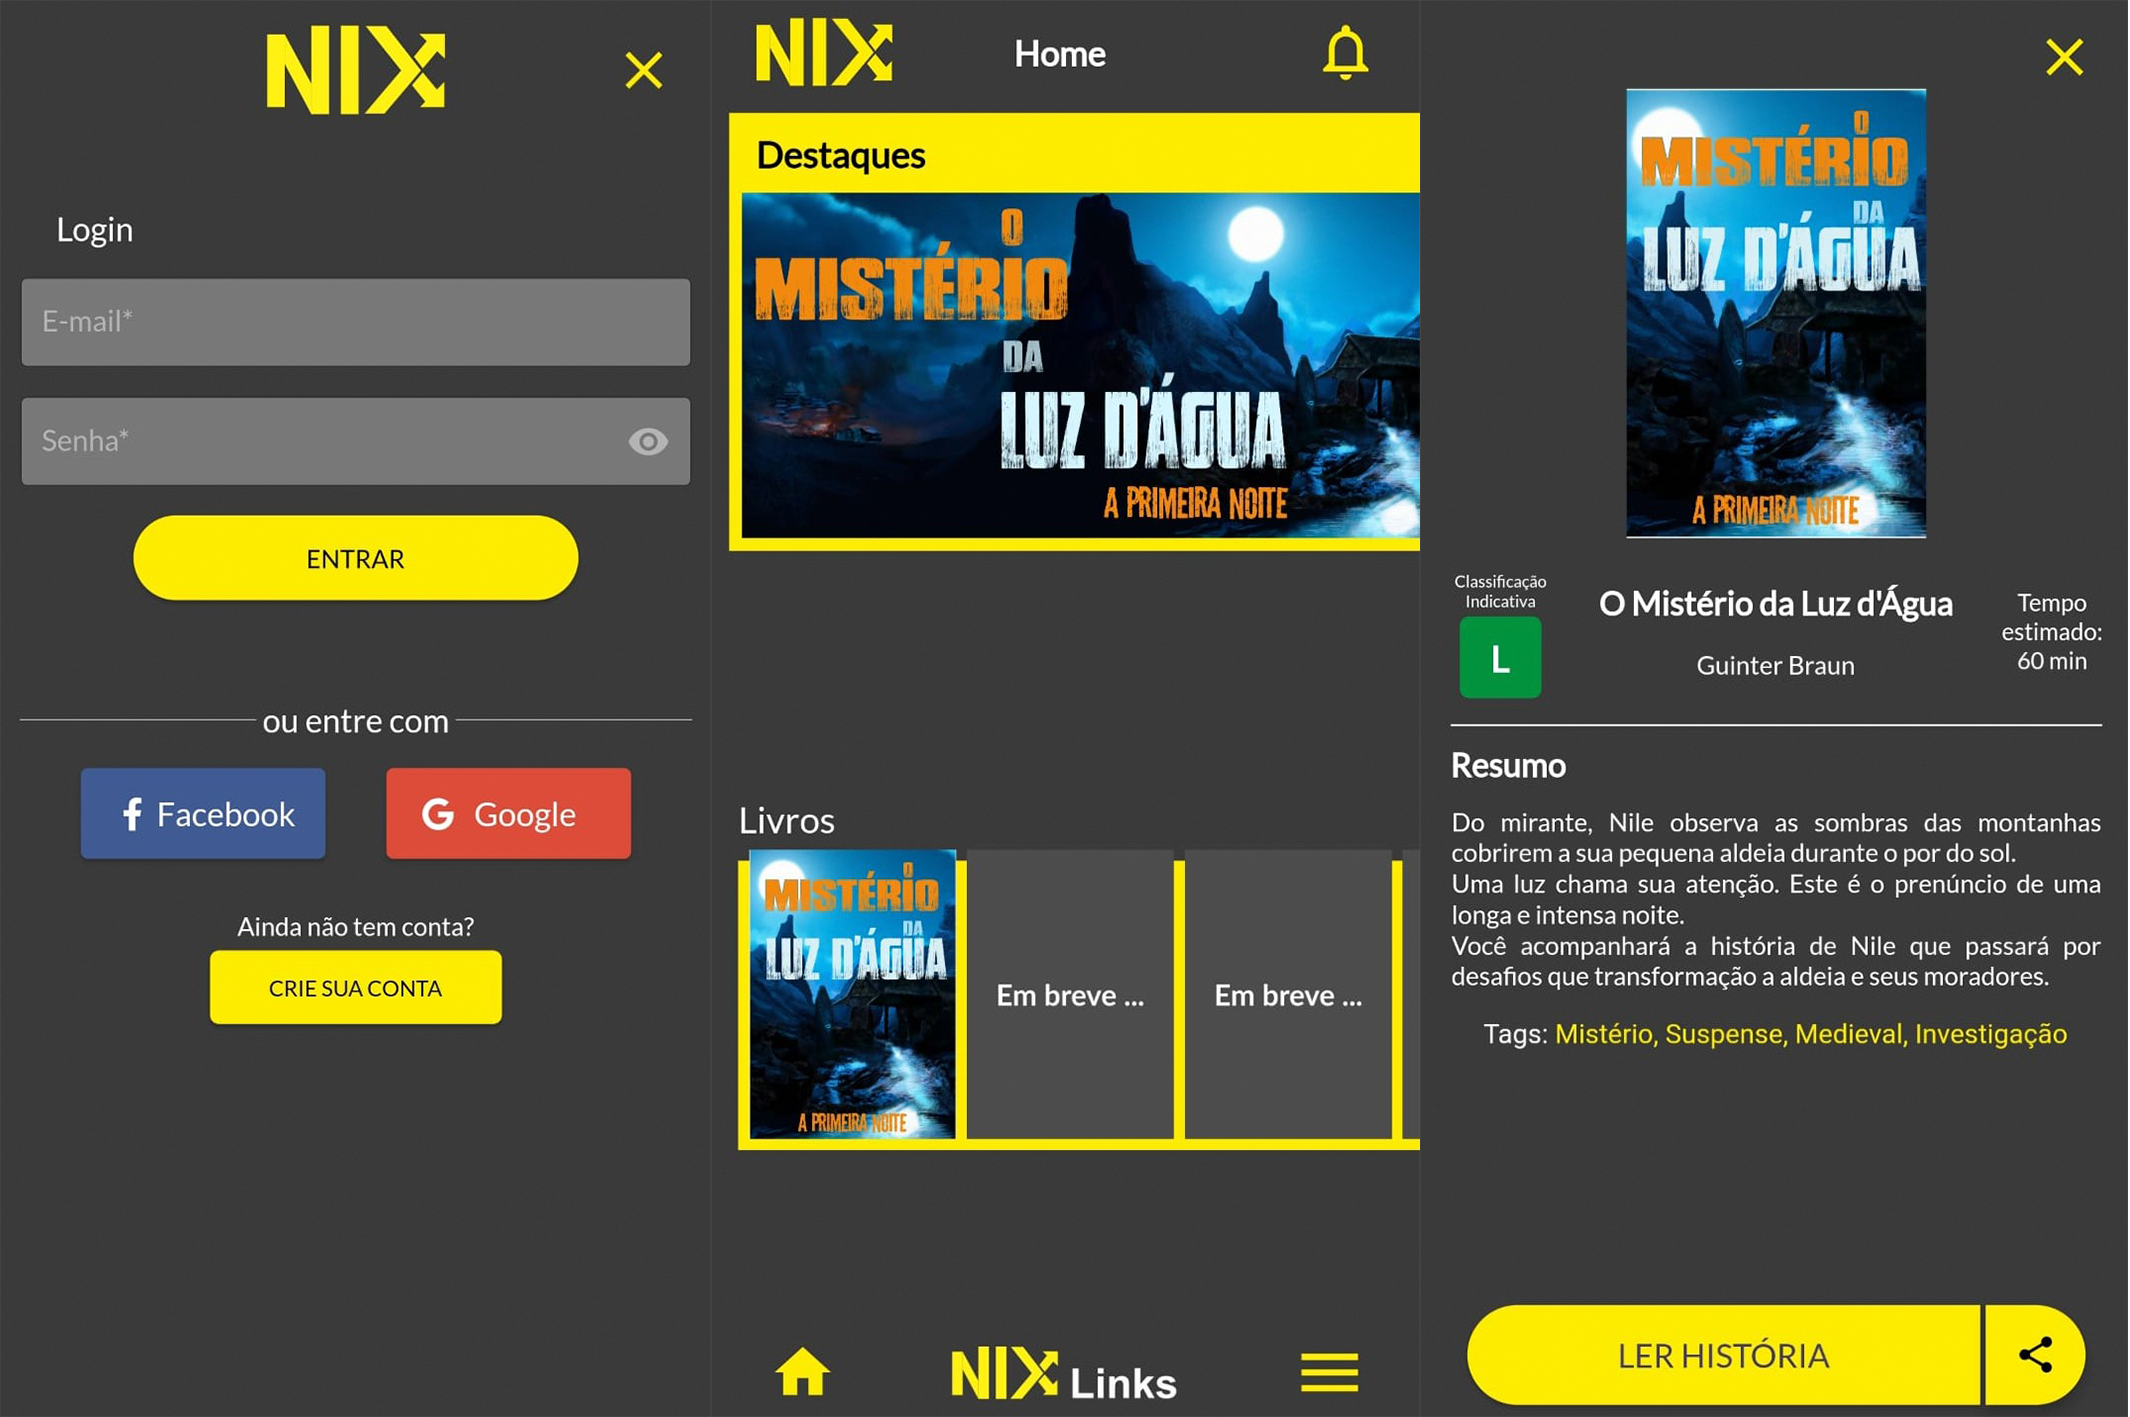 NIX
Login
E-mail*
Senha*
ENTRAR
ou entre com
Facebook
G Google
Ainda não tem conta?
CRIE SUA CONTA
NIX
Home
Destaques
O
MISTÉRIO
DA
LUZ D'ÁGUA
A PRIMEIRA NOITE
Livros
O
MISTÉRIO
DA
LUZ D'ÁGUA
A PRIMEIRA NOITE
Em breve ...
Em breve ...
NIX Links
O
MISTÉRIO
DA
LUZ D'ÁGUA
A PRIMEIRA NOITE
Classificação
Indicativa
L
O Mistério da Luz d'Água
Guinter Braun
Tempo
estimado:
60 min
Resumo
Do mirante, Nile observa as sombras das montanhas
cobrirem a sua pequena aldeia durante o por do sol.
Uma luz chama sua atenção. Este é o prenúncio de uma
longa e intensa noite.
Você acompanhará a história de Nile que passará por
desafios que transformação a aldeia e seus moradores.
Tags: Mistério, Suspense, Medieval, Investigação
LER HISTÓRIA